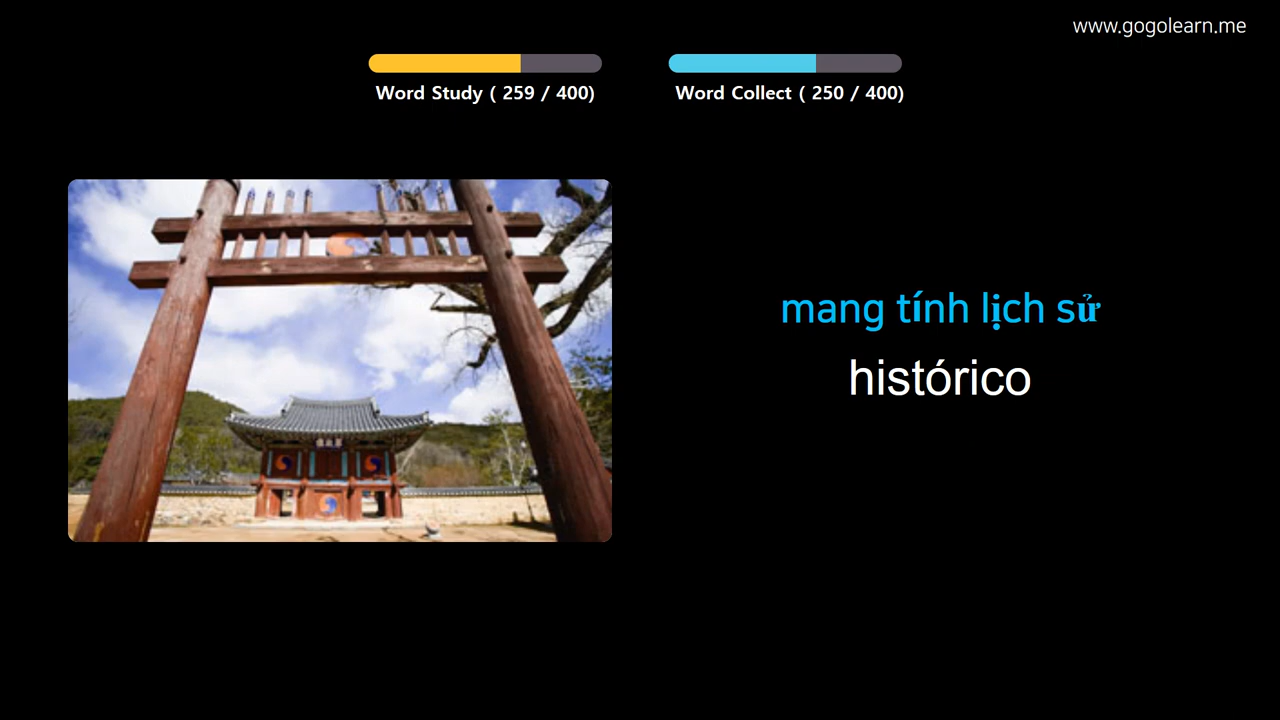 www.gogolearn.me
Word Study ( 259 / 400)
Word Collect ( 250 / 400)
mang tính lịch sử
histórico